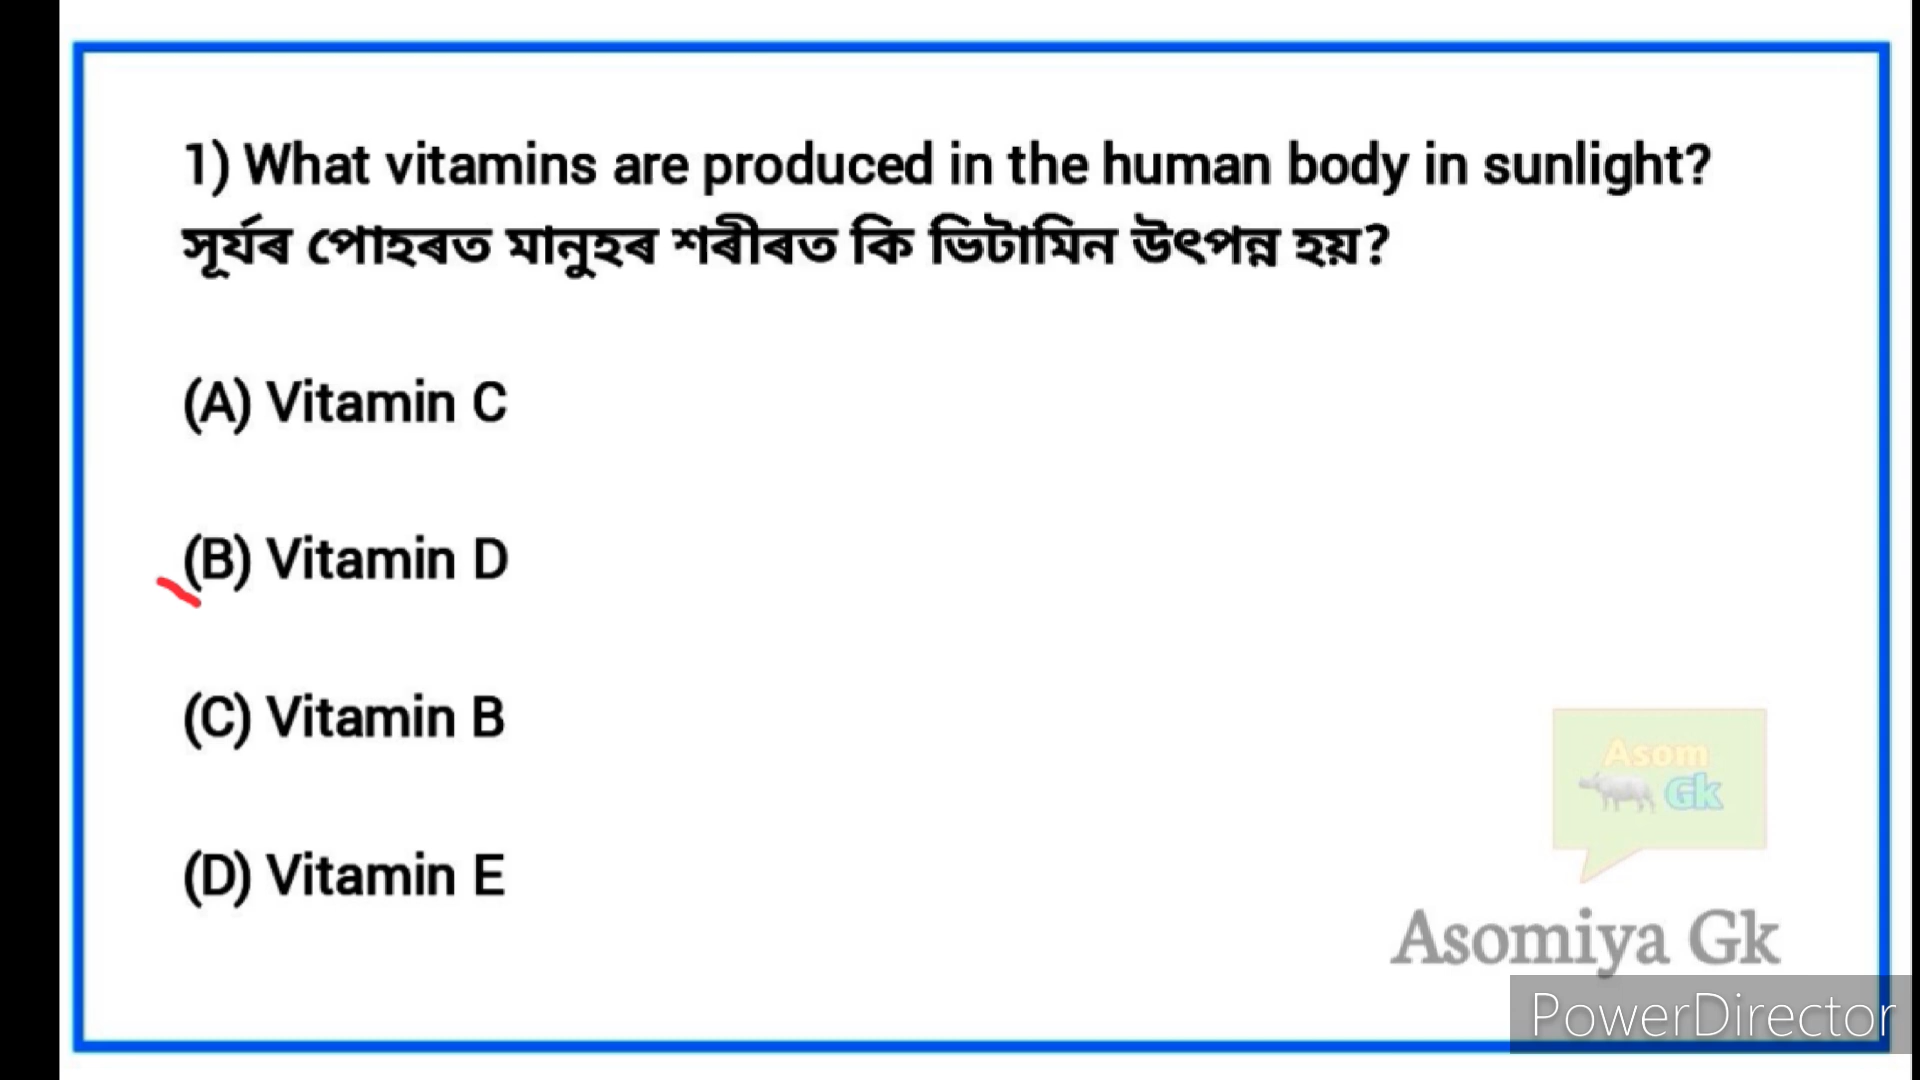 1) What vitamins are produced in the human body in sunlight?
সূৰ্যৰ পোহৰত মানুহৰ শৰীৰত কি ভিটামিন উৎপন্ন হয়?
(A) Vitamin C
(B) Vitamin D
(C) Vitamin B
(D) Vitamin E
Asom
Gk
Asomiya Gk
PowerDirector